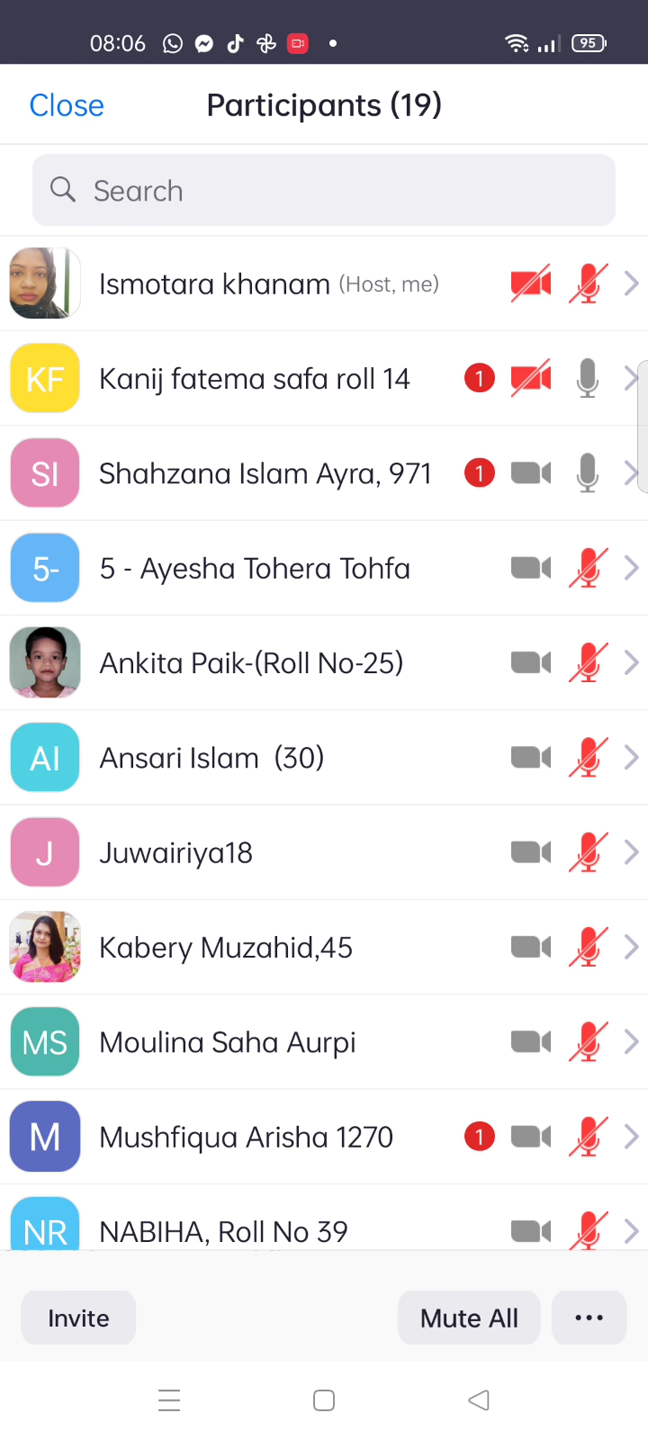 08:06
95
Close
Participants (19)
Search
Ismotara khanam (Host, me)
KF
Kanij fatema safa roll 14
1
SI
Shahzana Islam Ayra, 971
1
5-
5 - Ayesha Tohera Tohfa
Ankita Paik-(Roll No-25)
AI
Ansari Islam (30)
J
Juwairiya18
Kabery Muzahid,45
MS
Moulina Saha Aurpi
M
Mushfiqua Arisha 1270
1
NR
NABIHA, Roll No 39
Invite
Mute All